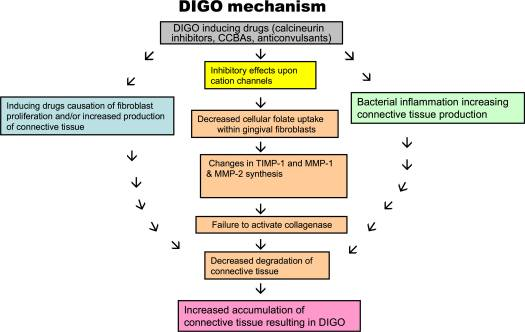 DIGO mechanism
DIGO inducing drugs (calcineurin
inhibitors, CCBAs, anticonvulsants)
Inhibitory effects upon
cation channels
Inducing drugs causation of fibroblast
proliferation and/or increased production
of connective tissue
Bacterial inflammation increasing
connective tissue production
Decreased cellular folate uptake
within gingival fibroblasts
Changes in TIMP-1 and MMP-1
& MMP-2 synthesis
Failure to activate collagenase
Decreased degradation of
connective tissue
Increased accumulation of
connective tissue resulting in DIGO